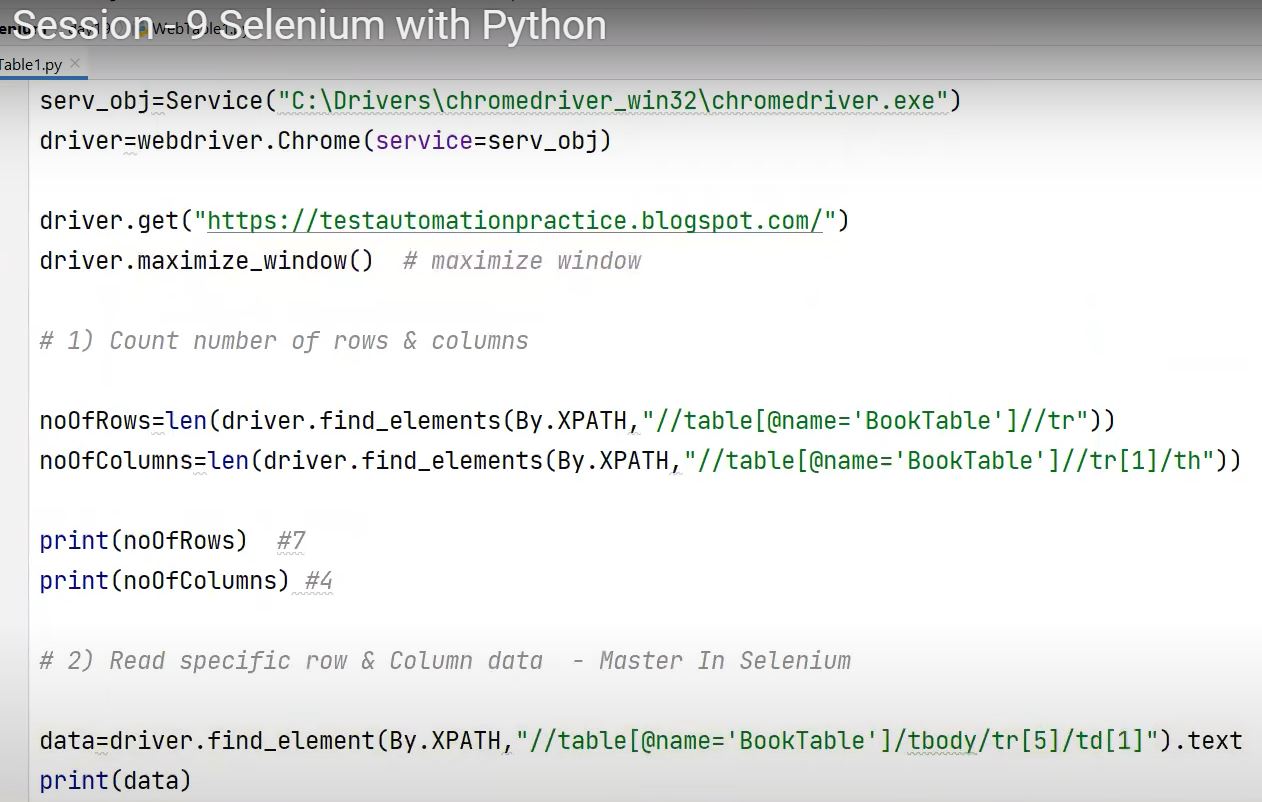 Session - 9 Selenium with Python
WebTable1.py
Table1.py
serv_obj=Service("C:\Drivers\chromedriver_win32\chromedriver.exe")
driver=webdriver.Chrome(service=serv_obj)
driver.get("https://testautomationpractice.blogspot.com/")
driver.maximize_window()  # maximize window
# 1) Count number of rows & columns
noOfRows=len(driver.find_elements(By.XPATH,"//table[@name='BookTable']//tr"))
noOfColumns=len(driver.find_elements(By.XPATH,"//table[@name='BookTable']//tr[1]/th"))
print(noOfRows)  #7
print(noOfColumns) #4
# 2) Read specific row & Column data  - Master In Selenium
data=driver.find_element(By.XPATH,"//table[@name='BookTable']/tbody/tr[5]/td[1]").text
print(data)